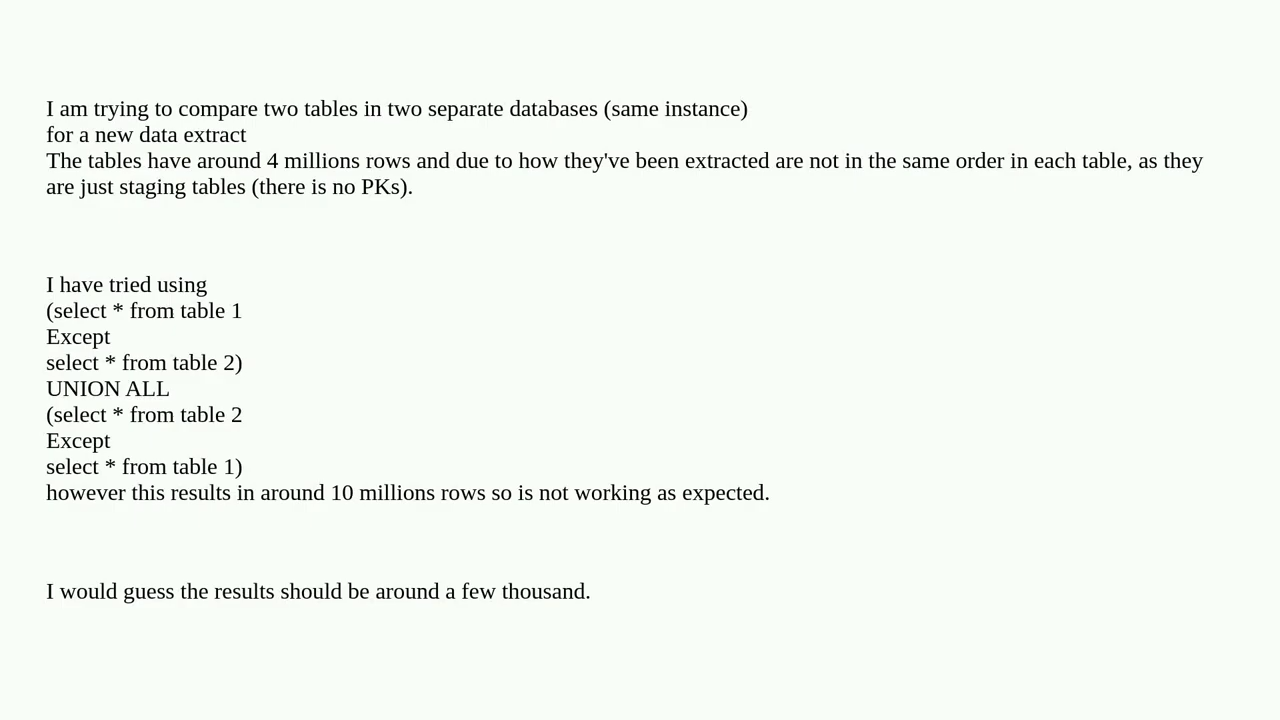 I am trying to compare two tables in two separate databases (same instance)
for a new data extract
The tables have around 4 millions rows and due to how they've been extracted are not in the same order in each table, as they
are just staging tables (there is no PKs).
I have tried using
(select * from table 1
Except
select * from table 2)
UNION ALL
(select * from table 2
Except
select * from table 1)
however this results in around 10 millions rows so is not working as expected.
I would guess the results should be around a few thousand.